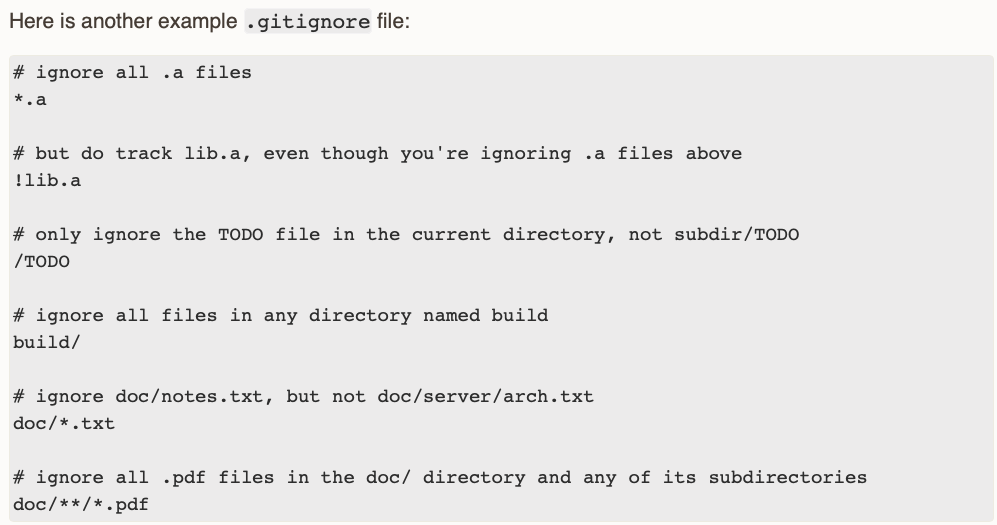 Here is another example .gitignore file:
# ignore all .a files
*.a
# but do track lib.a, even though you're ignoring .a files above
!lib.a
# only ignore the TODO file in the current directory, not subdir/TODO
/TODO
# ignore all files in any directory named build
build/
# ignore doc/notes.txt, but not doc/server/arch.txt
doc/*.txt
# ignore all .pdf files in the doc/ directory and any of its subdirectories
doc/**/*.pdf